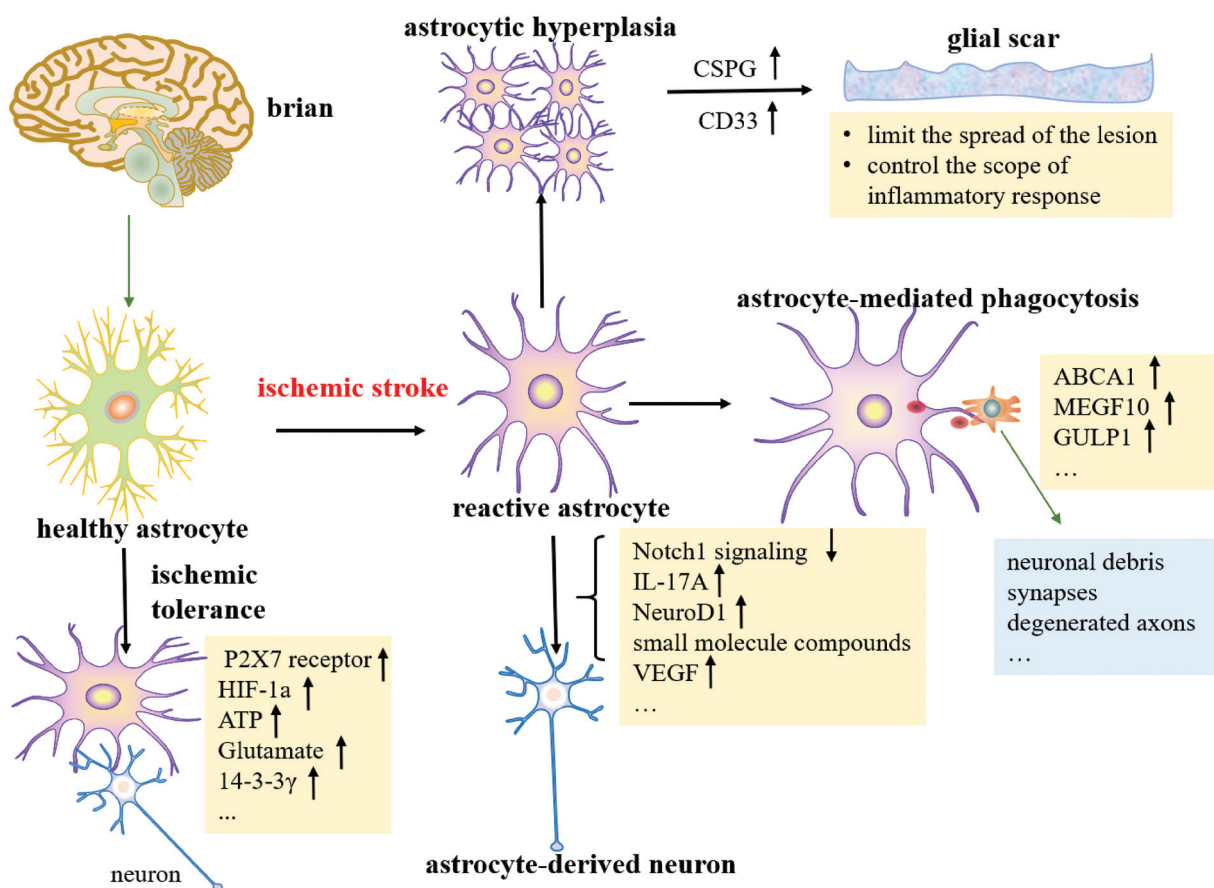 astrocytic hyperplasia
glial scar
CSPG ↑
CD33 ↑
brian
• limit the spread of the lesion
• control the scope of
inflammatory response
astrocyte-mediated phagocytosis
ischemic stroke
ABCA1 ↑
MEGF10 ↑
GULP1 ↑
…
healthy astrocyte
reactive astrocyte
ischemic
tolerance
P2X7 receptor ↑
HIF-1a ↑
ATP ↑
Glutamate ↑
14-3-3γ ↑
...
neuron
Notch1 signaling ↓
IL-17A ↑
NeuroD1 ↑
small molecule compounds
VEGF ↑
…
astrocyte-derived neuron
neuronal debris
synapses
degenerated axons
…